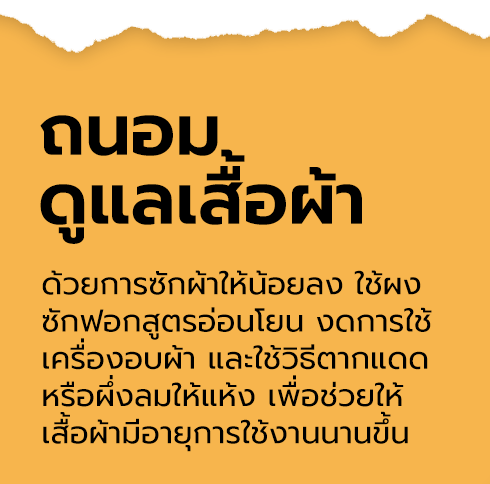 ถนอม
ดูแลเสื้อผ้า
ด้วยการซักผ้าให้น้อยลง ใช้ผง
ซักฟอกสูตรอ่อนโยน งดการใช้
เครื่องอบผ้า และใช้วิธีตากแดด
หรือผึ่งลมให้แห้ง เพื่อช่วยให้
เสื้อผ้ามีอายุการใช้งานนานขึ้น